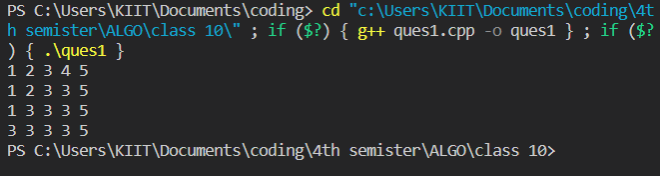 PS C:\Users\KIIT\Documents\coding> cd "c:\Users\KIIT\Documents\coding\4t
h semister\ALGO\class 10\" ; if ($?) { g++ ques1.cpp -o ques1 } ; if ($?
) { .\ques1 }
1 2 3 4 5
1 2 3 3 5
1 3 3 3 5
3 3 3 3 5
PS C:\Users\KIIT\Documents\coding\4th semister\ALGO\class 10>